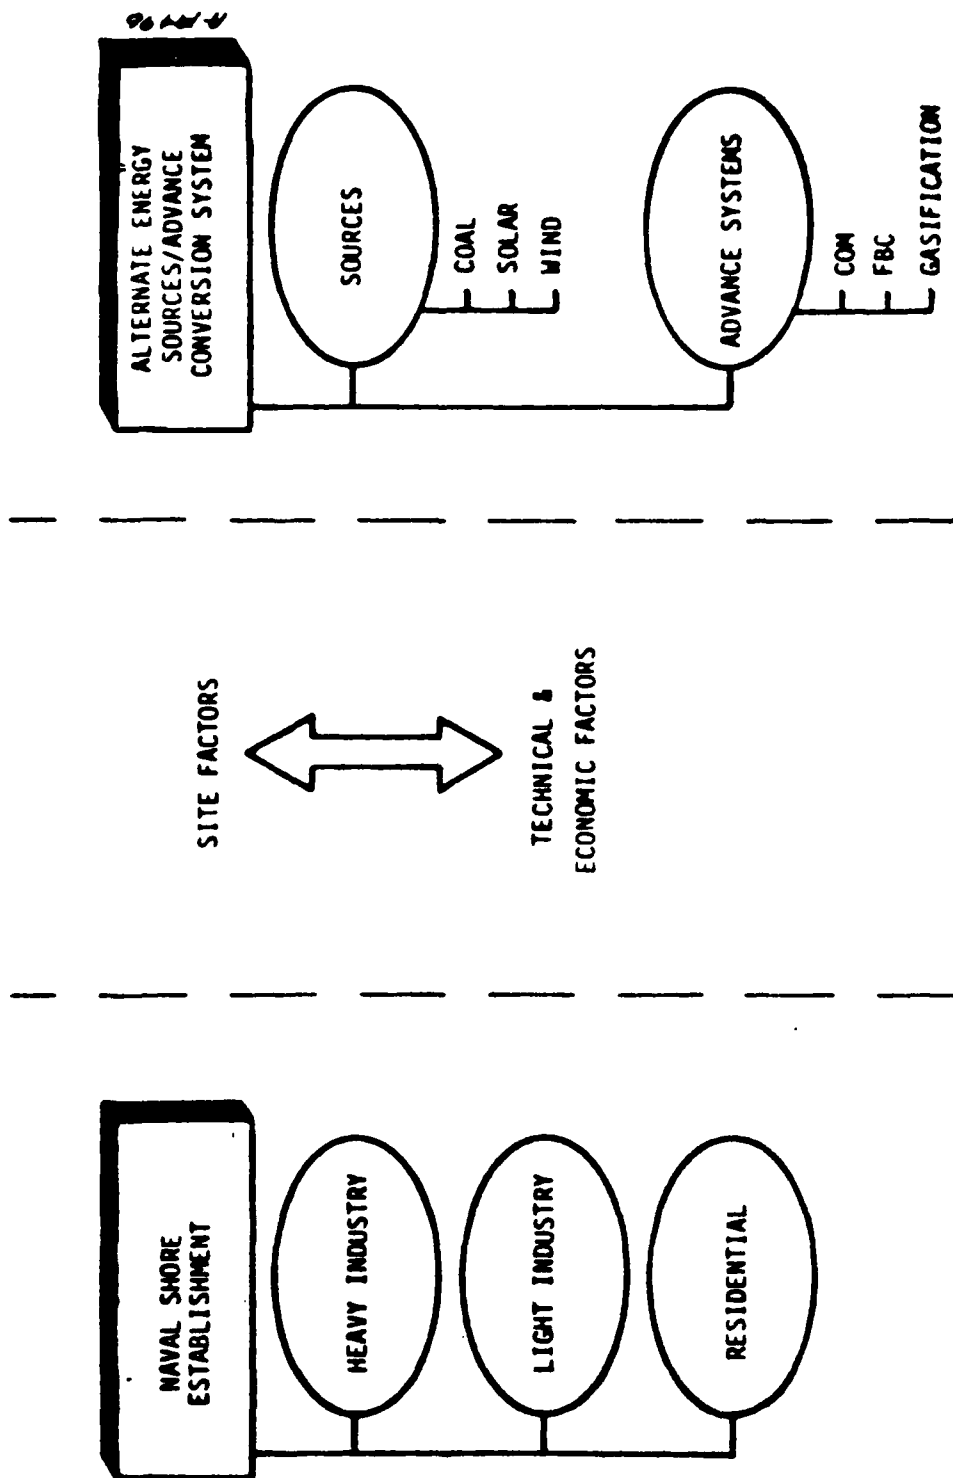 NAVAL SHORE
ESTABLISHMENT
HEAVY INDUSTRY
LIGHT INDUSTRY
RESIDENTIAL
SITE FACTORS
TECHNICAL &
ECONOMIC FACTORS
ALTERNATE ENERGY
SOURCES/ADVANCE
CONVERSION SYSTEM
SOURCES
COAL
SOLAR
WIND
ADVANCE SYSTEMS
COM
FBC
GASIFICATION